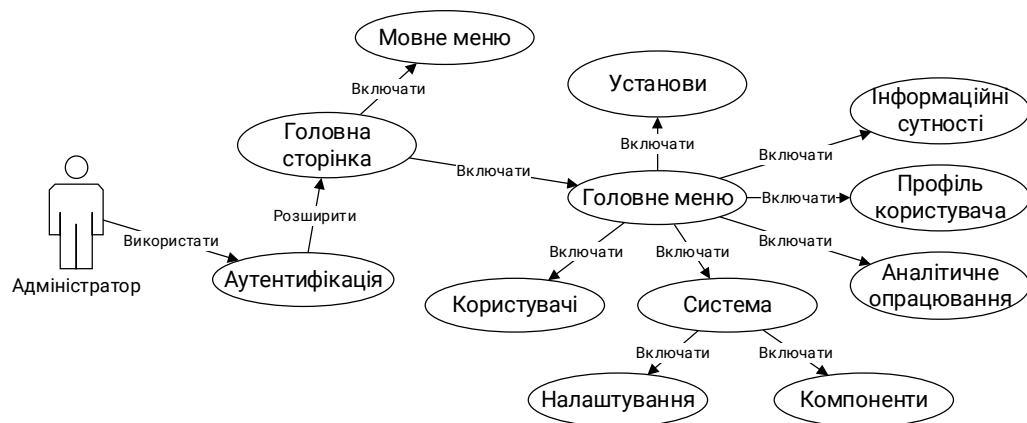 Мовне меню
Включати
Установи
Інформаційні
сутності
Головна
сторінка
Включати
Включати
Включати
Головне меню
Включати
Профіль
користувача
Розширити
Використати
Адміністратор
Аутентифікація
Включати
Включати
Включати
Аналітичне
опрацювання
Користувачі
Система
Включати
Включати
Налаштування
Компоненти